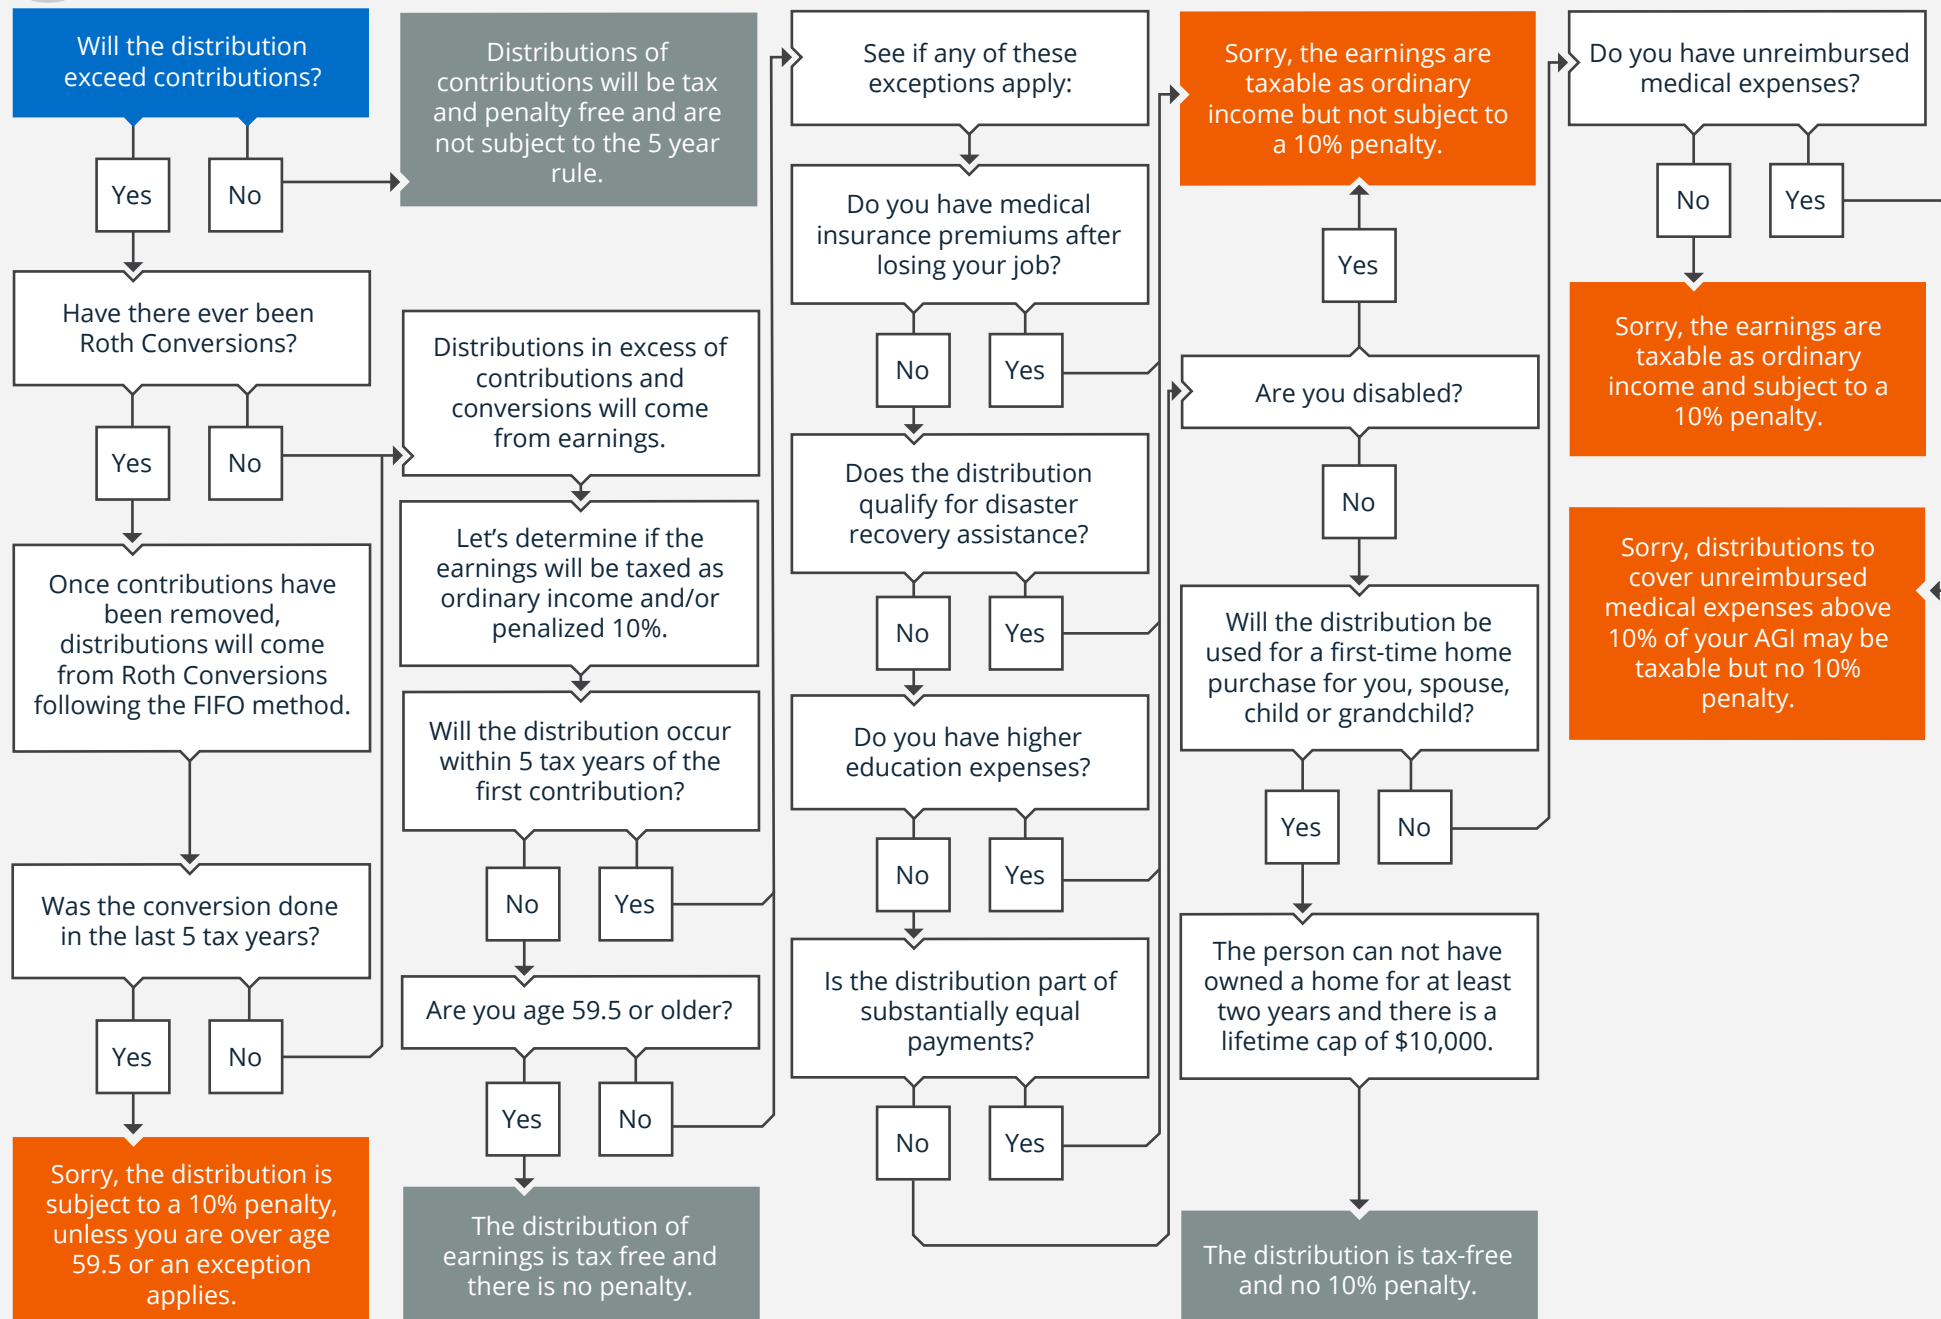 Will the distribution
exceed contributions?
Yes
No
Distributions of
contributions will be tax
and penalty free and are
not subject to the 5 year
rule.
Have there ever been
Roth Conversions?
Yes
No
Once contributions have
been removed,
distributions will come
from Roth Conversions
following the FIFO method.
Was the conversion done
in the last 5 tax years?
Yes
No
Sorry, the distribution is
subject to a 10% penalty,
unless you are over age
59.5 or an exception
applies.
Distributions in excess of
contributions and
conversions will come
from earnings.
Let’s determine if the
earnings will be taxed as
ordinary income and/or
penalized 10%.
Will the distribution occur
within 5 tax years of the
first contribution?
No
Yes
Are you age 59.5 or older?
Yes
No
The distribution of
earnings is tax free and
there is no penalty.
See if any of these
exceptions apply:
Do you have medical
insurance premiums after
losing your job?
No
Yes
Does the distribution
qualify for disaster
recovery assistance?
No
Yes
Do you have higher
education expenses?
No
Yes
Is the distribution part of
substantially equal
payments?
No
Yes
Sorry, the earnings are
taxable as ordinary
income but not subject to
a 10% penalty.
Yes
Are you disabled?
No
Will the distribution be
used for a first-time home
purchase for you, spouse,
child or grandchild?
Yes
No
The person can not have
owned a home for at least
two years and there is a
lifetime cap of $10,000.
The distribution is tax-free
and no 10% penalty.
Do you have unreimbursed
medical expenses?
No
Yes
Sorry, the earnings are
taxable as ordinary
income and subject to a
10% penalty.
Sorry, distributions to
cover unreimbursed
medical expenses above
10% of your AGI may be
taxable but no 10%
penalty.